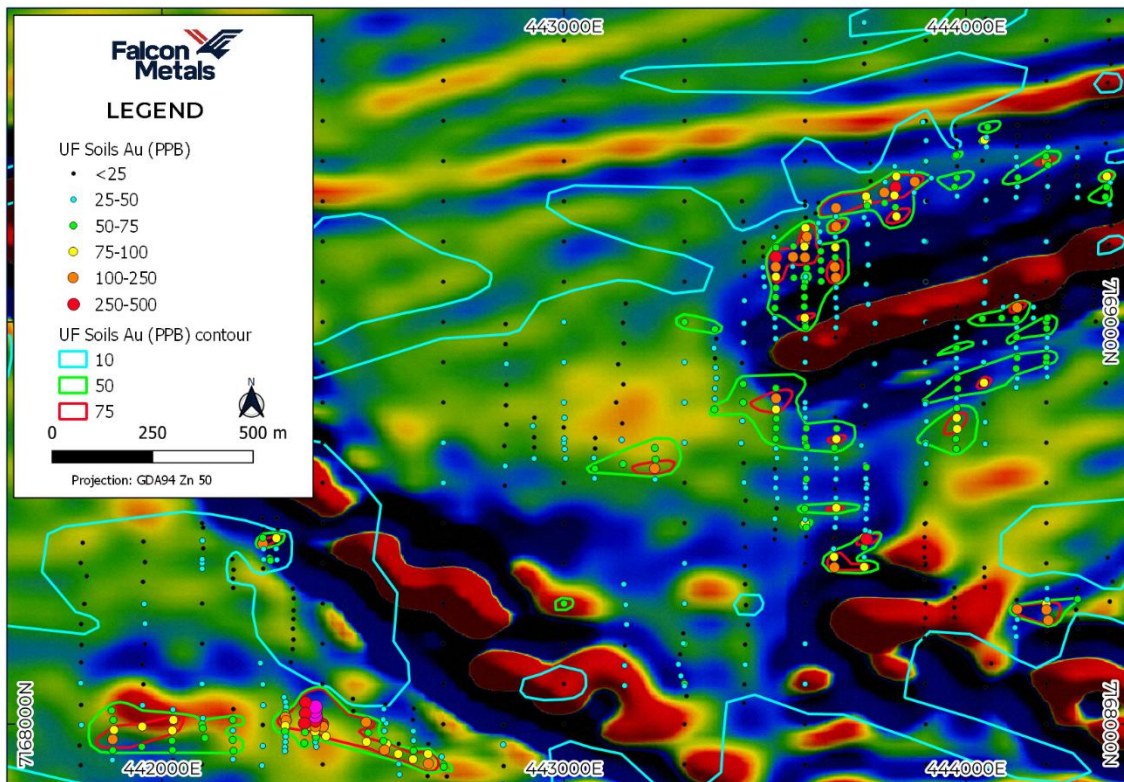 443000E
444000E
Falcon
Metals
LEGEND
UF Soils Au (PPB)
<25
25-50
50-75
75-100
100-250
250-500
UF Soils Au (PPB) contour
10
50
75
N
0 250 500 m
Projection: GDA94 Zn 50
7169000N
7168000N
7168000N
442000E
443000E
444000E